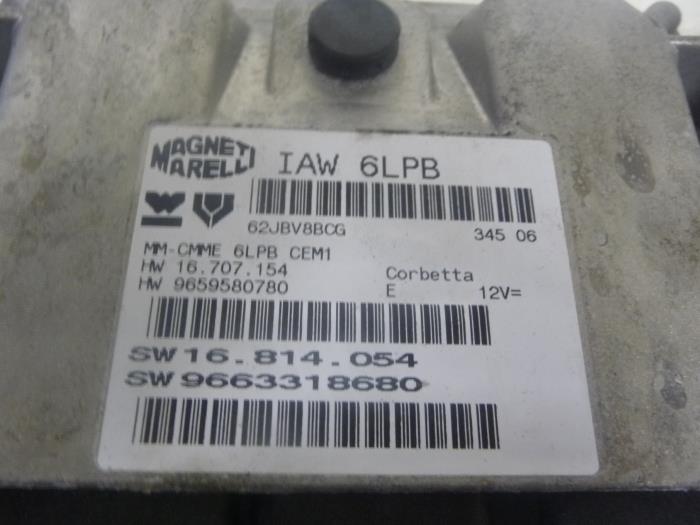 MAGNETI MARELLI
IAW 6LPB
62JBV8BCG 345 06
MM-CMME 6LPB CEM1
HW 16.707.154 Corbetta
HW 9659580780 E 12V=
SW 16.814.054
SW 9663318680